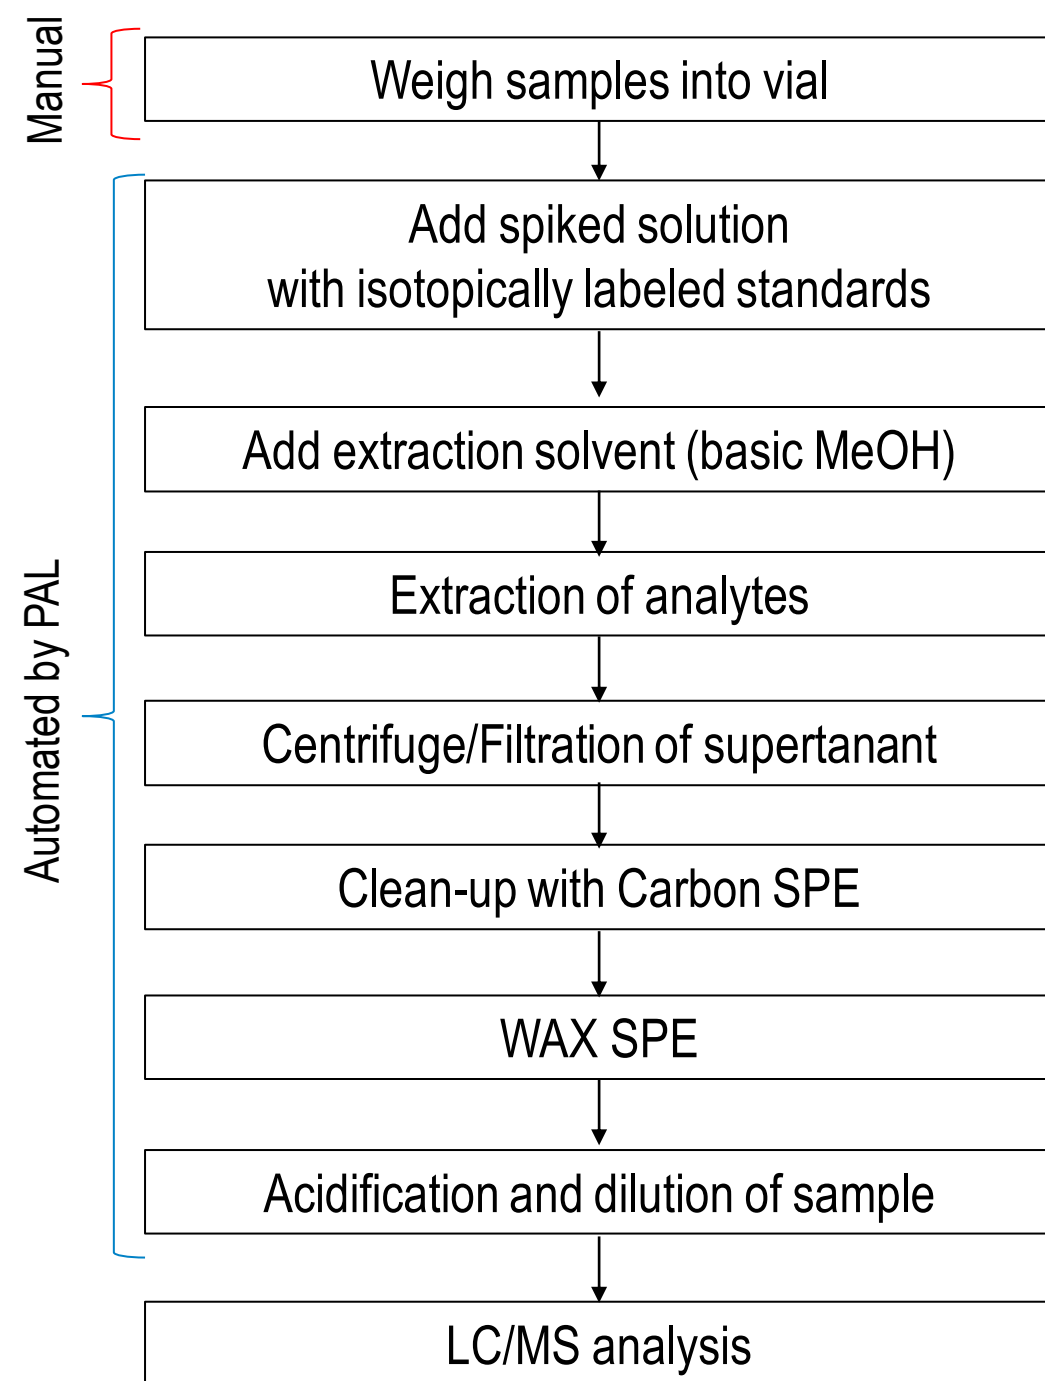 Manual
Weigh samples into vial
Add spiked solution
with isotopically labeled standards
Add extraction solvent (basic MeOH)
Extraction of analytes
Automated by PAL
Centrifuge/Filtration of supertanant
Clean-up with Carbon SPE
WAX SPE
Acidification and dilution of sample
LC/MS analysis